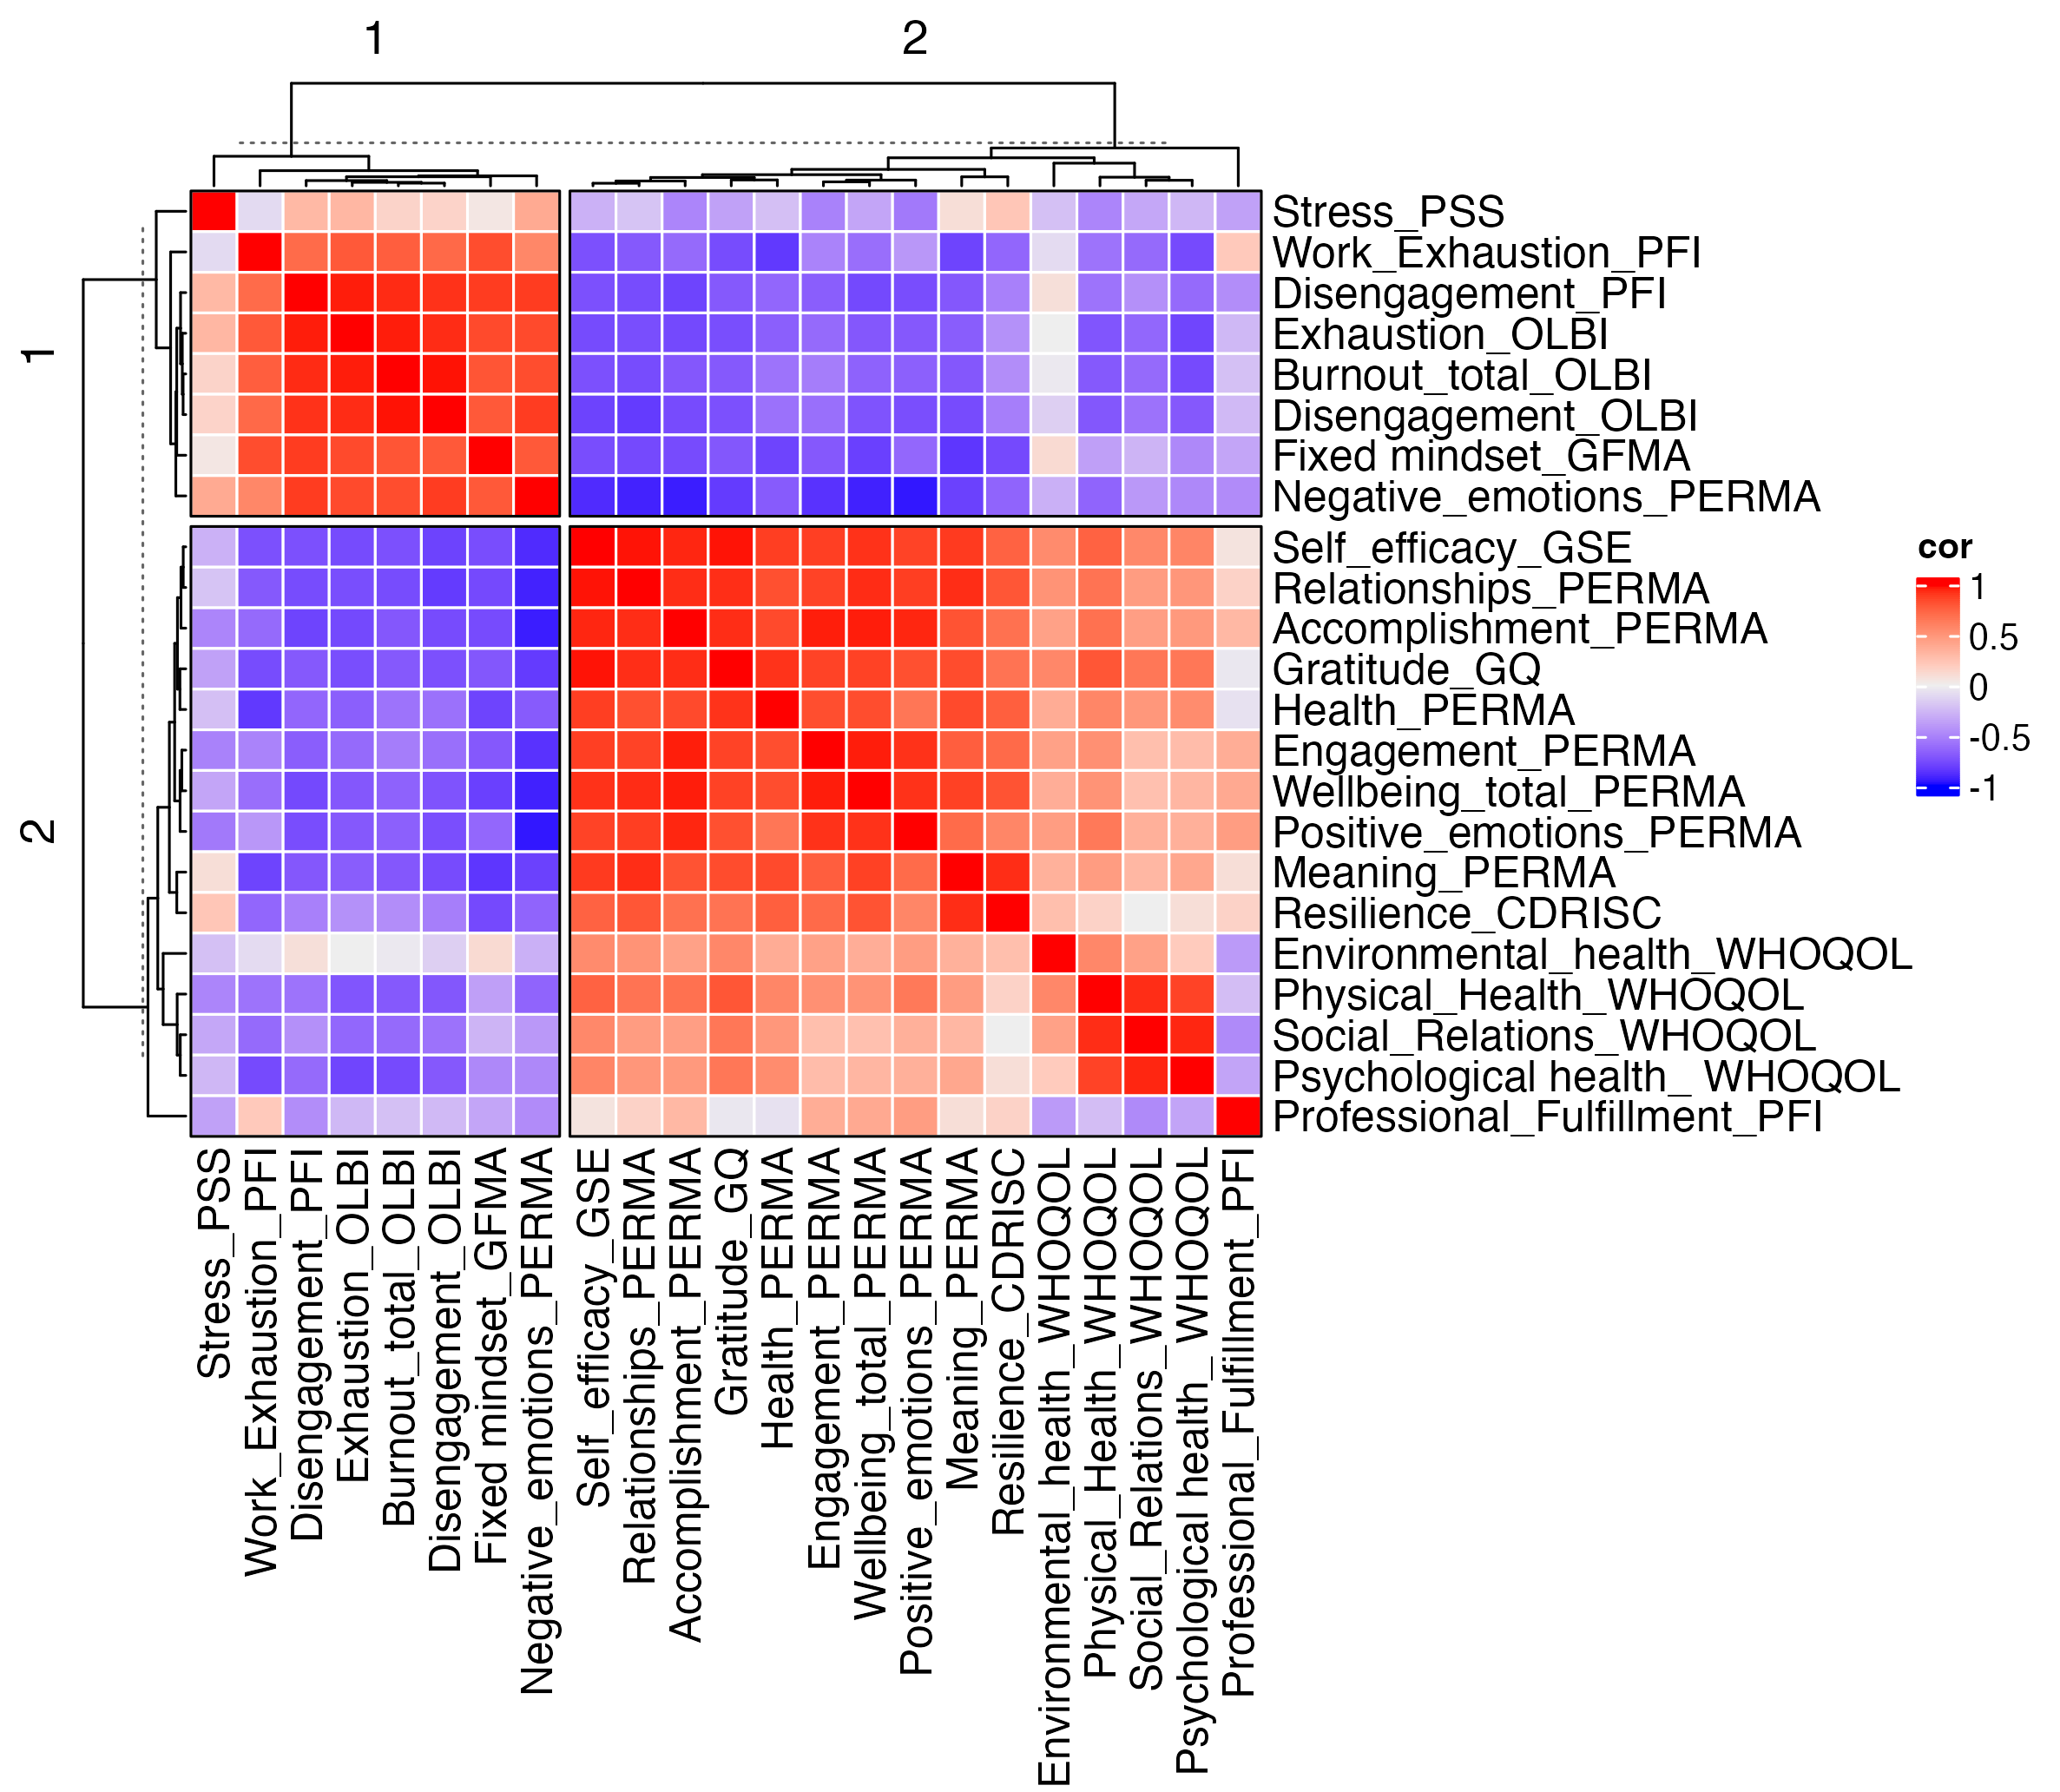 1
2
1
2
Stress_PSS
Work_Exhaustion_PFI
Disengagement_PFI
Exhaustion_OLBI
Burnout_total_OLBI
Disengagement_OLBI
Fixed mindset_GFMA
Negative_emotions_PERMA
Self_efficacy_GSE
Relationships_PERMA
Accomplishment_PERMA
Gratitude_GQ
Health_PERMA
Engagement_PERMA
Wellbeing_total_PERMA
Positive_emotions_PERMA
Meaning_PERMA
Resilience_CDRISC
Environmental_health_WHOQOL
Physical_Health_WHOQOL
Social_Relations_WHOQOL
Psychological health_ WHOQOL
Professional_Fulfillment_PFI
cor
1
0.5
0
-0.5
-1
Stress_PSS
Work_Exhaustion_PFI
Disengagement_PFI
Exhaustion_OLBI
Burnout_total_OLBI
Disengagement_OLBI
Fixed mindset_GFMA
Negative_emotions_PERMA
Self_efficacy_GSE
Relationships_PERMA
Accomplishment_PERMA
Gratitude_GQ
Health_PERMA
Engagement_PERMA
Wellbeing_total_PERMA
Positive_emotions_PERMA
Meaning_PERMA
Resilience_CDRISC
Environmental_health_WHOQOL
Physical_Health_WHOQOL
Social_Relations_WHOQOL
Psychological health_ WHOQOL
Professional_Fulfillment_PFI